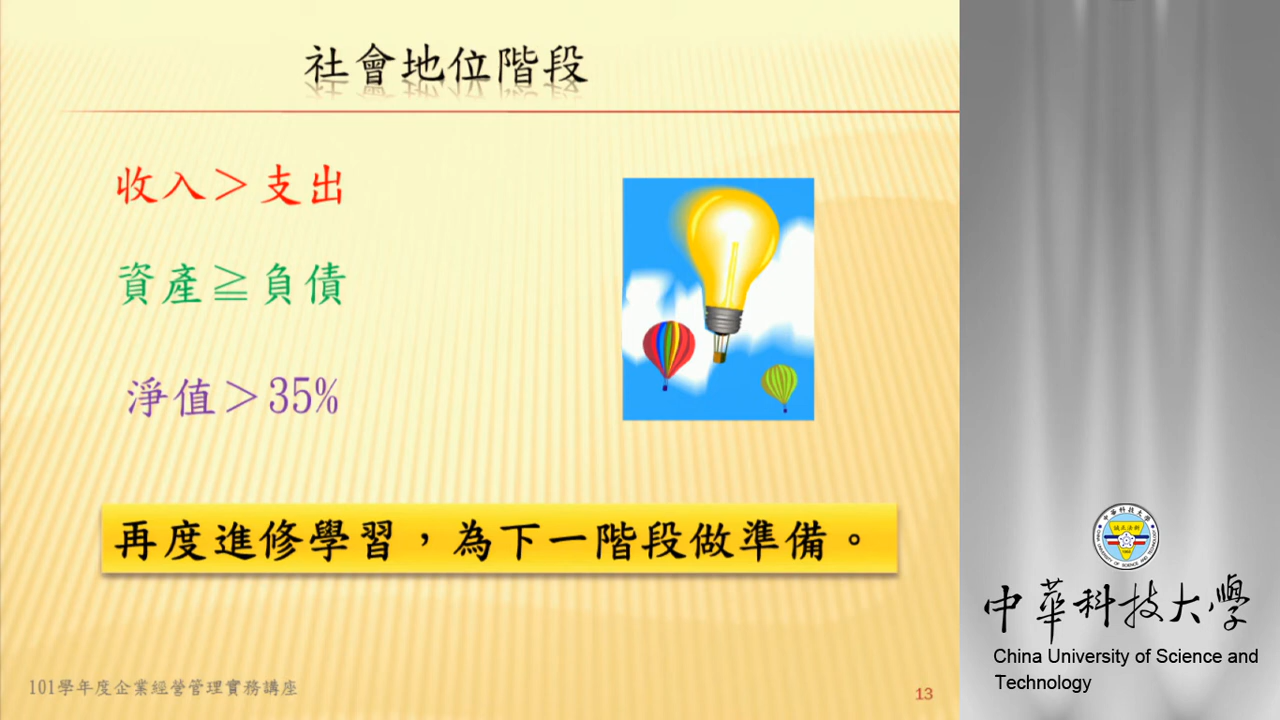 社會地位階段
收入＞支出
資產≧負債
淨值＞35%
再度進修學習，為下一階段做準備。
101學年度企業經營管理實務講座
13
中華科技大學
China University of Science and
Technology